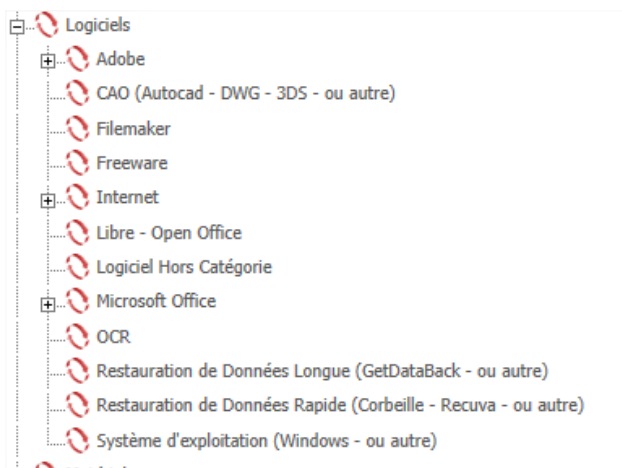 Logiciels
Adobe
CAO (Autocad - DWG - 3DS - ou autre)
Filemaker
Freeware
Internet
Libre - Open Office
Logiciel Hors Catégorie
Microsoft Office
OCR
Restauration de Données Longue (GetDataBack - ou autre)
Restauration de Données Rapide (Corbeille - Recuva - ou autre)
Système d'exploitation (Windows - ou autre)